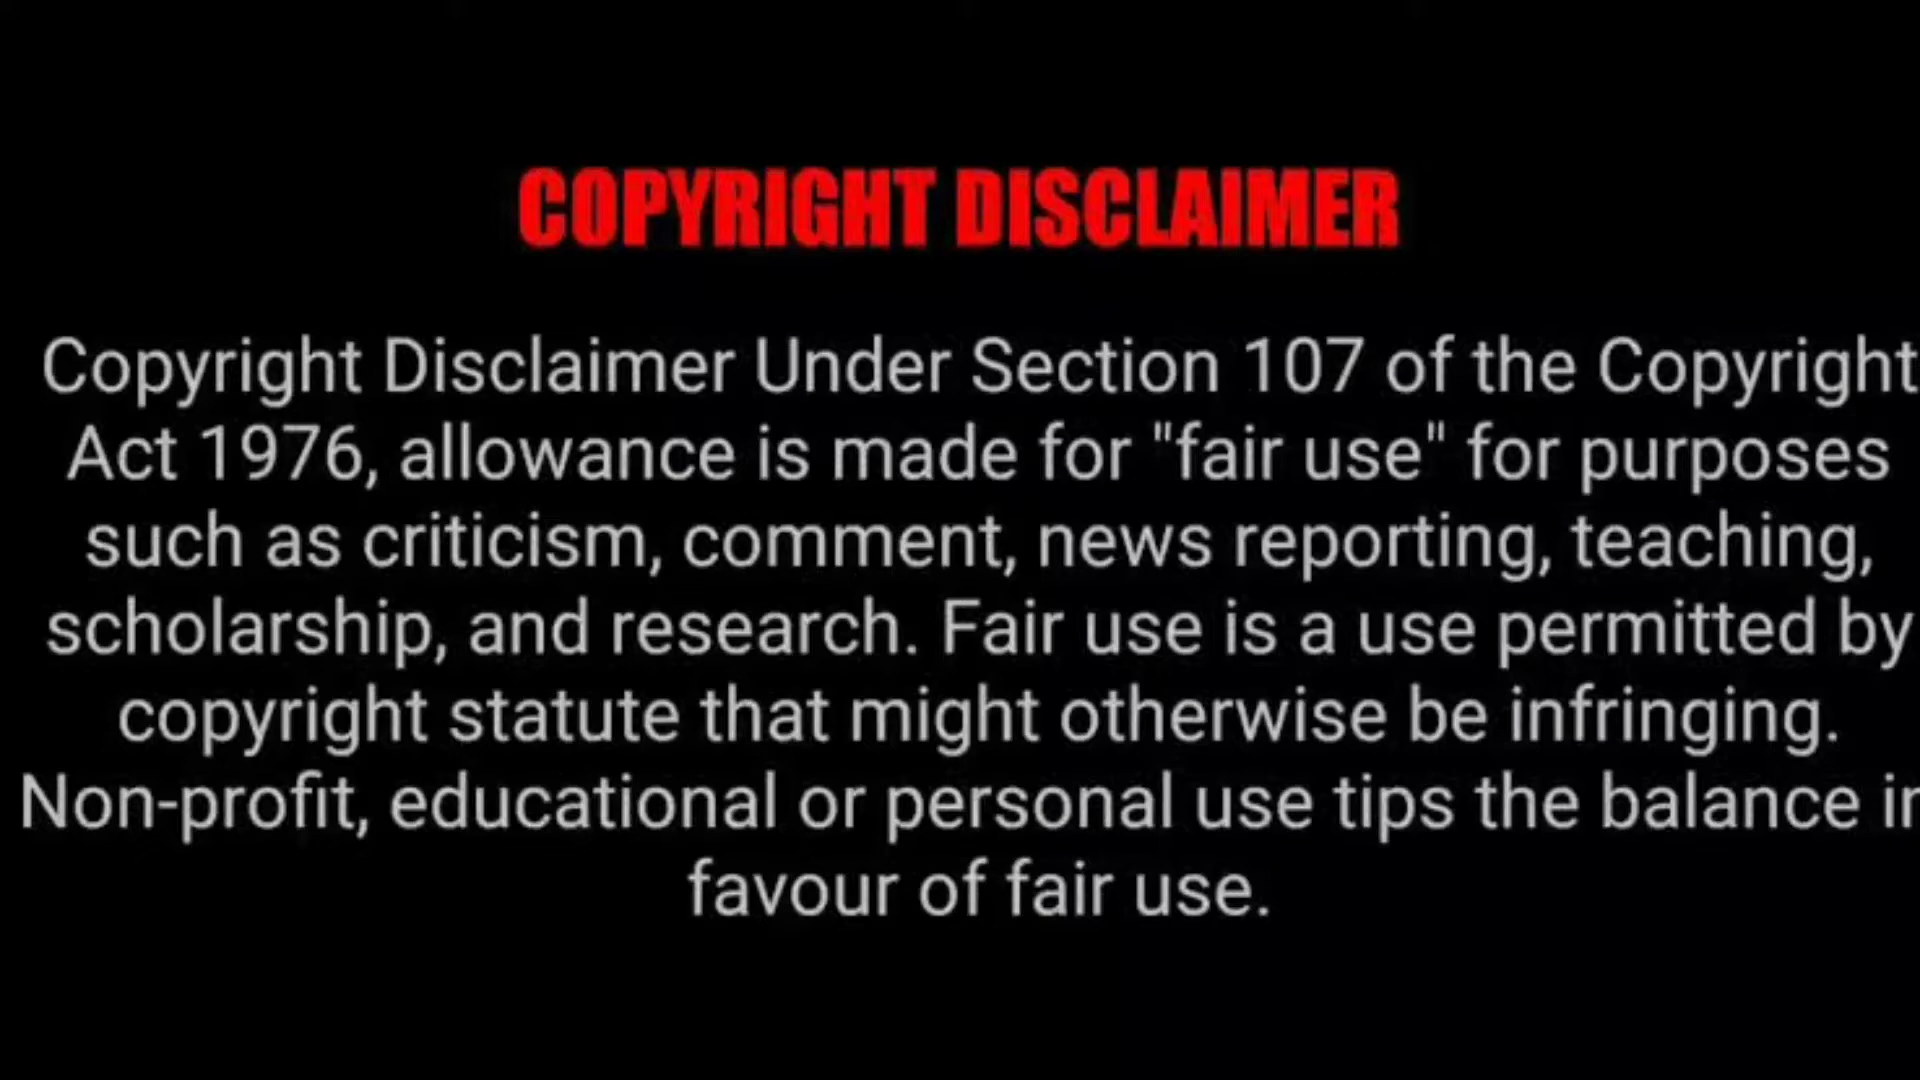 COPYRIGHT DISCLAIMER
Copyright Disclaimer Under Section 107 of the Copyright
Act 1976, allowance is made for "fair use" for purposes
such as criticism, comment, news reporting, teaching,
scholarship, and research. Fair use is a use permitted by
copyright statute that might otherwise be infringing.
Non-profit, educational or personal use tips the balance in
favour of fair use.